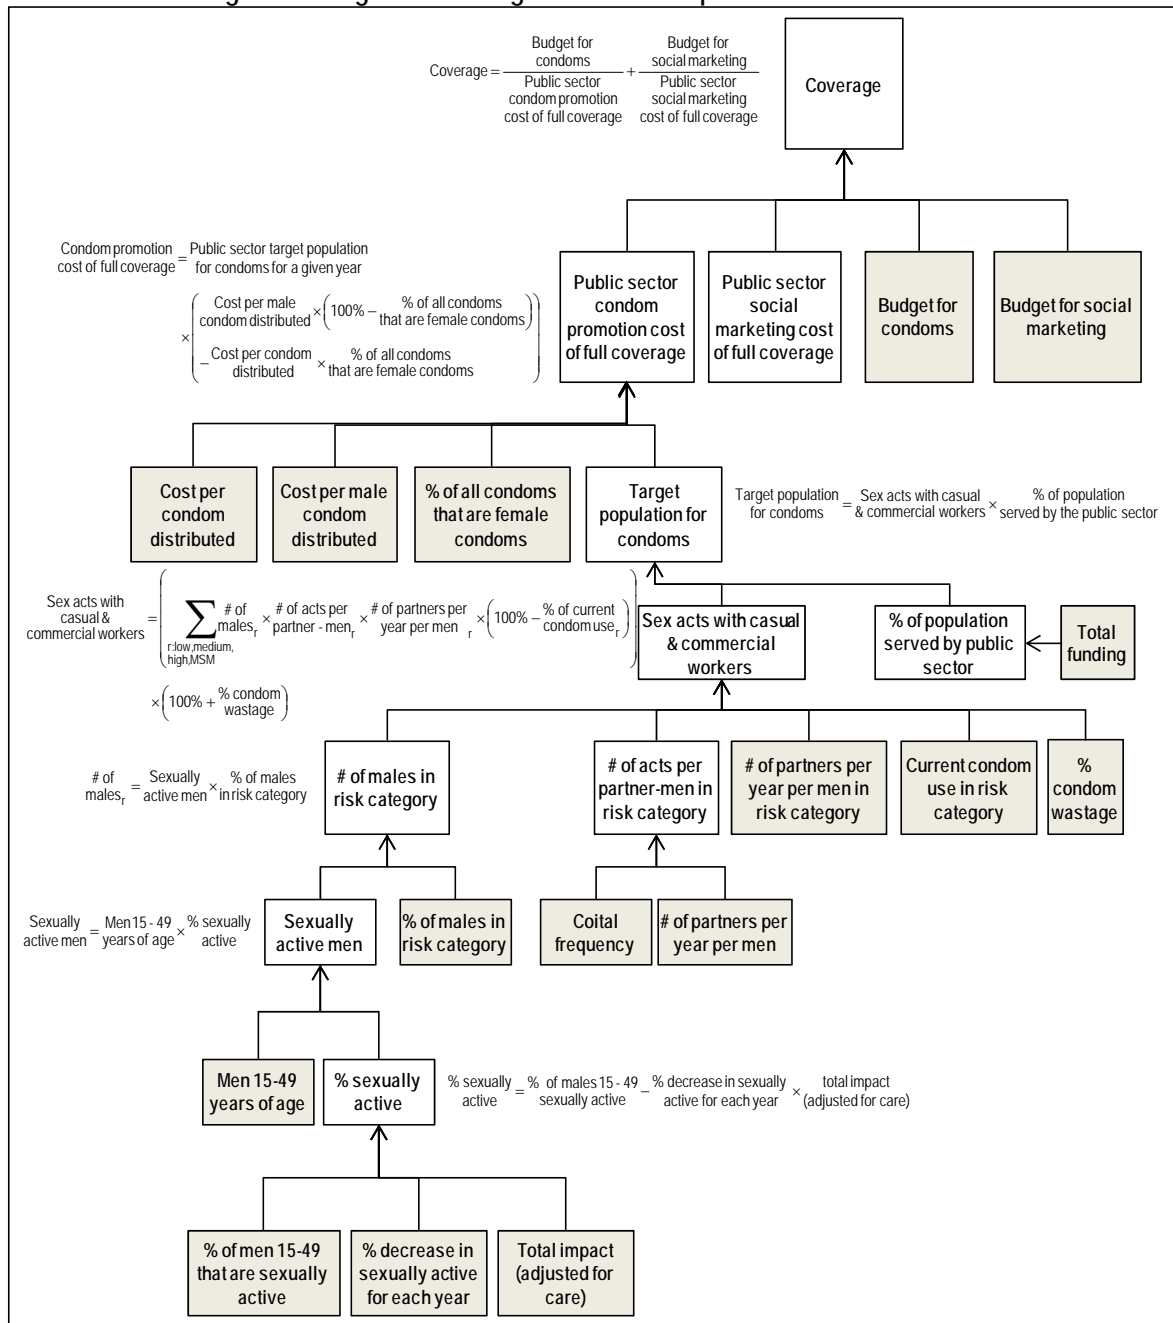 Budget for
condoms
Budget for
social marketing
Coverage = +
Public sector
condom promotion
cost of full coverage
Public sector
social marketing
cost of full coverage
Coverage
Condom promotion
cost of full coverage
= Public sector target population
for condoms for a given year
× ( Cost per male
condom distributed × ( 100% − % of all condoms
that are female condoms ) )
− Cost per condom
distributed × % of all condoms
that are female condoms
Public sector
condom
promotion cost
of full coverage
Public sector
social
marketing cost
of full coverage
Budget for
condoms
Budget for social
marketing
Cost per
condom
distributed
Cost per male
condom
distributed
% of all condoms
that are female
condoms
Target
population for
condoms
Target population
for condoms
= Sex acts with casual
& commercial workers
× % of population
served by the public sector
Sex acts with
casual &
commercial workers
= ( ∑
r:low,medium,
high,MSM
# of
males r
× # of acts per
partner - men r
× # of partners per
year per men r
× ( 100% − % of current
condom use r ) )
× ( 100% + % condom
wastage )
Sex acts with casual
& commercial
workers
% of population
served by public
sector
Total
funding
# of
males r
= Sexually
active men
× % of males
in risk category
# of males in
risk category
# of acts per
partner-men in
risk category
# of partners per
year per men in
risk category
Current condom
use in risk
category
%
condom
wastage
Sexually
active men
= Men 15 - 49
years of age
× % sexually
active
Sexually
active men
% of males in
risk category
Coital
frequency
# of partners per
year per men
Men 15-49
years of age
% sexually
active
% sexually
active
= % of males 15 - 49
sexually active
− % decrease in sexually
active for each year
× total impact
(adjusted for care)
% of men 15-49
that are sexually
active
% decrease in
sexually active
for each year
Total impact
(adjusted for
care)